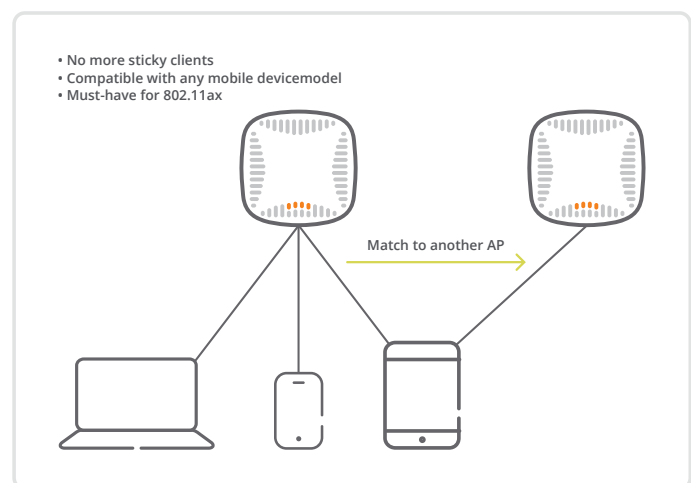 • No more sticky clients
• Compatible with any mobile devicemodel
• Must-have for 802.11ax
Match to another AP